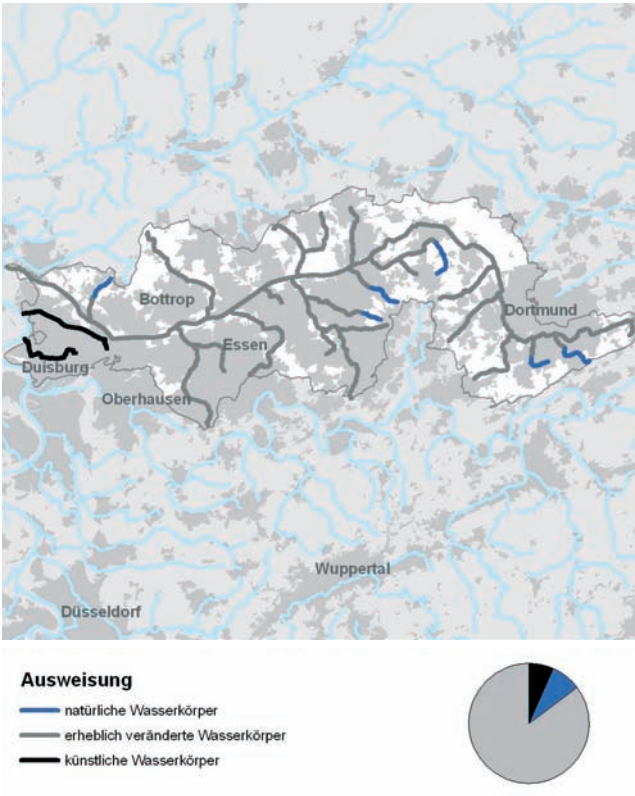 Bottrop
Dortmund
Essen
Duisburg
Oberhausen
Wuppertal
Düsseldorf
Ausweisung
natürliche Wasserkörper
erheblich veränderte Wasserkörper
künstliche Wasserkörper